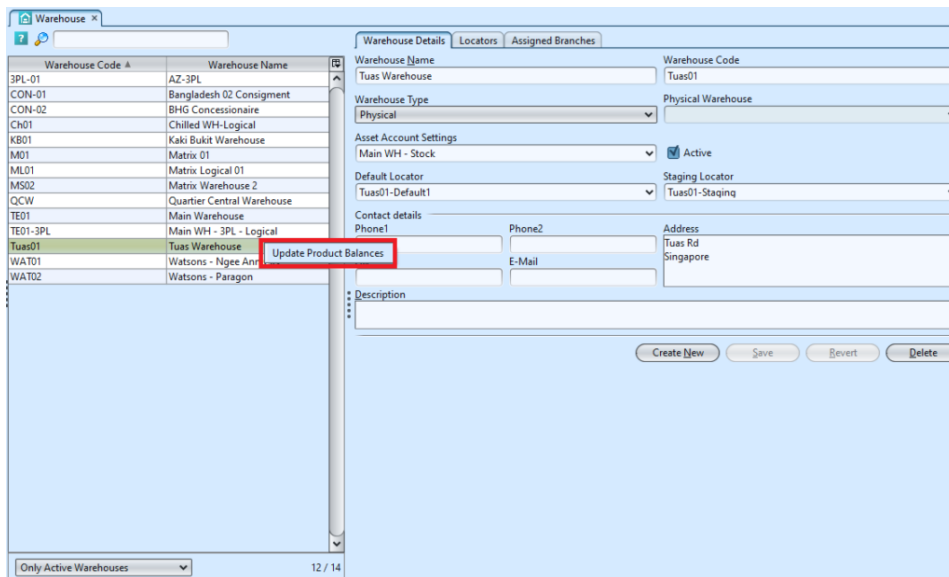 Warehouse ×
?
Warehouse Code Warehouse Name
3PL-01 AZ-3PL
CON-01 Bangladesh 02 Consigment
CON-02 BHG Concessionaire
Ch01 Chilled WH-Logical
KB01 Kaki Bukit Warehouse
M01 Matrix 01
ML01 Matrix Logical 01
MS02 Matrix Warehouse 2
QCW Quartier Central Warehouse
TE01 Main Warehouse
TE01-3PL Main WH - 3PL - Logical
Tuas01 Tuas Warehouse
WAT01 Watsons - Ngee Ann
WAT02 Watsons - Paragon
Update Product Balances
Only Active Warehouses 12 / 14
Warehouse Details Locators Assigned Branches
Warehouse Name Warehouse Code
Tuas Warehouse Tuas01
Warehouse Type Physical Warehouse
Physical
Asset Account Settings
Main WH - Stock Active
Default Locator Staging Locator
Tuas01-Default1 Tuas01-Staging
Contact details
Phone1 Phone2 Address
Tuas Rd
Singapore
E-Mail
Description
Create New Save Revert Delete